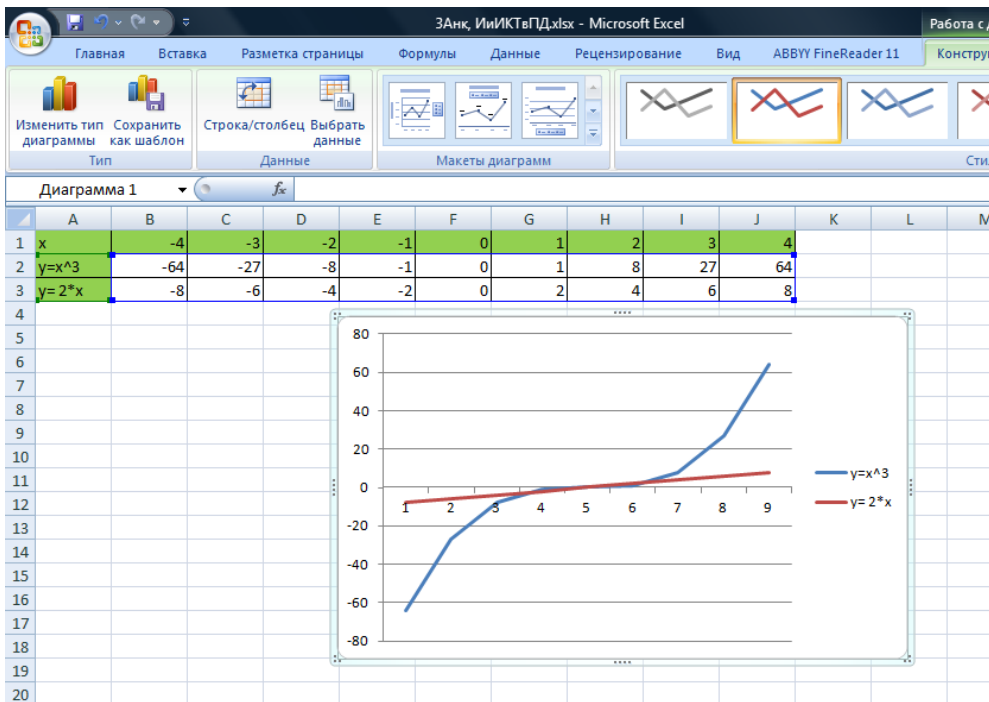 3Анк, ИиИКТвПД.xlsx - Microsoft Excel
Работа с
Главная Вставка Разметка страницы Формулы Данные Рецензирование Вид ABBYY FineReader 11 Констру
Изменить тип диаграммы Сохранить как шаблон Строка/столбец Выбрать данные
Тип Данные Макеты диаграмм Сти
Диаграмма 1 fx
A B C D E F G H I J K L M
1 x -4 -3 -2 -1 0 1 2 3 4
2 y=x^3 -64 -27 -8 -1 0 1 8 27 64
3 y= 2*x -8 -6 -4 -2 0 2 4 6 8
4
5
6
7
8
9
10
11
12
13
14
15
16
17
18
19
20
80
60
40
20
0
-20
-40
-60
-80
1 2 3 4 5 6 7 8 9
y=x^3
y= 2*x